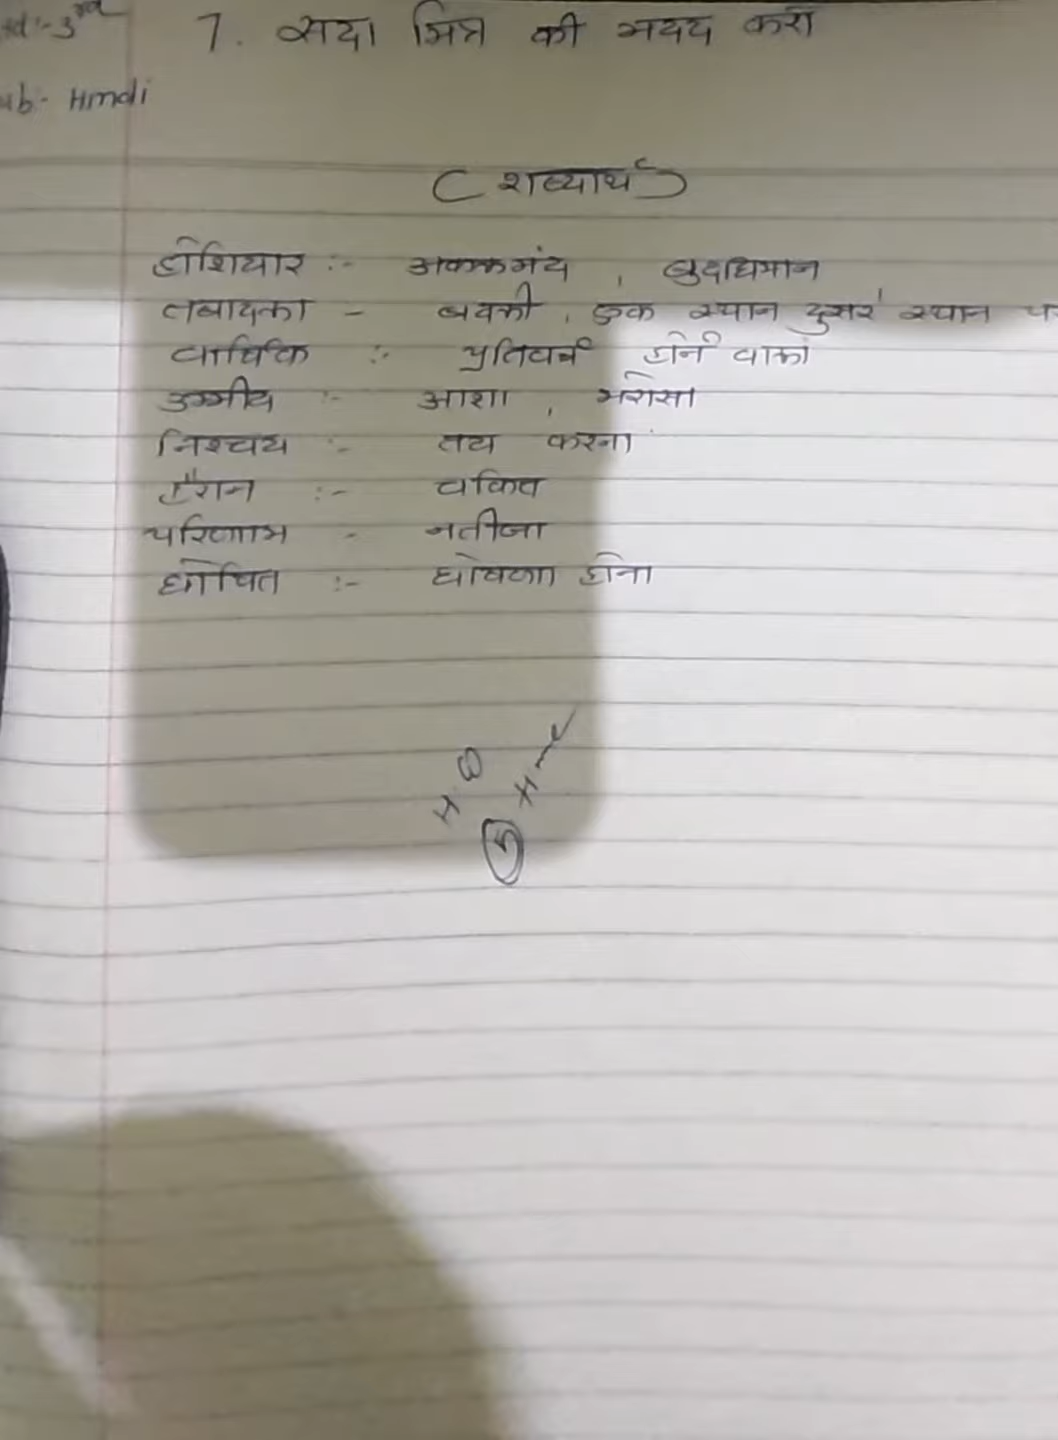 7. सदा मित्र की मदद करो
Hindi
(शब्दार्थ)
होशियार :- अक्लमंद , बुद्धिमान
तबादला - बदली , एक स्थान दुसरे स्थान
वार्षिक :- प्रतिवर्ष होने वाला
उम्मीद :- आशा , भरोसा
निश्चय :- तय करना
हैरान :- चकित
परिणाम - नतीजा
घोषित :- घोषणा होना
H.W